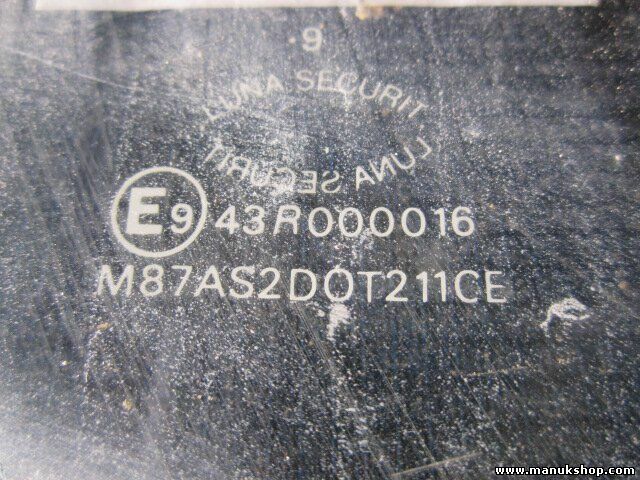 9
LUNA SECURIT
LUNA SECURIT
E9 43R000016
M87AS2DOT211CE
www.manukshop.com